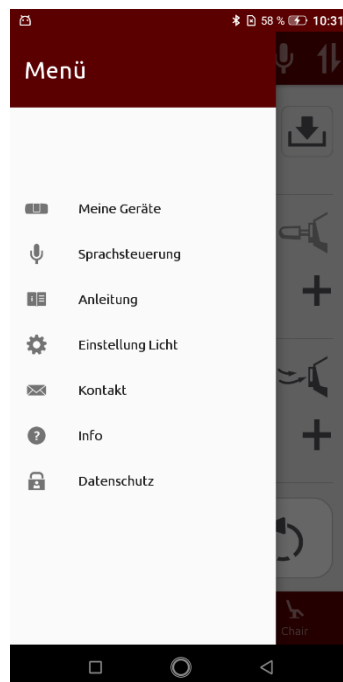 58 % 10:31
Menü
Meine Geräte
Sprachsteuerung
Anleitung
Einstellung Licht
Kontakt
Info
Datenschutz
Chair